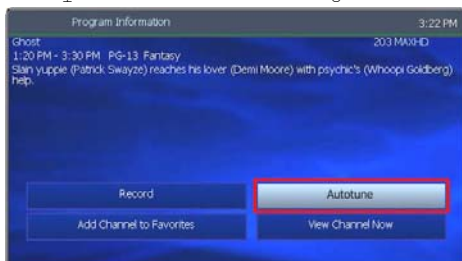 Program Information 3:22 PM
Ghost 203 MAXHD
1:20 PM - 3:30 PM PG-13 Fantasy
Slain yuppie (Patrick Swayze) reaches his lover (Demi Moore) with psychic's (Whoopi Goldberg)
help.
Record Autotune
Add Channel to Favorites View Channel Now